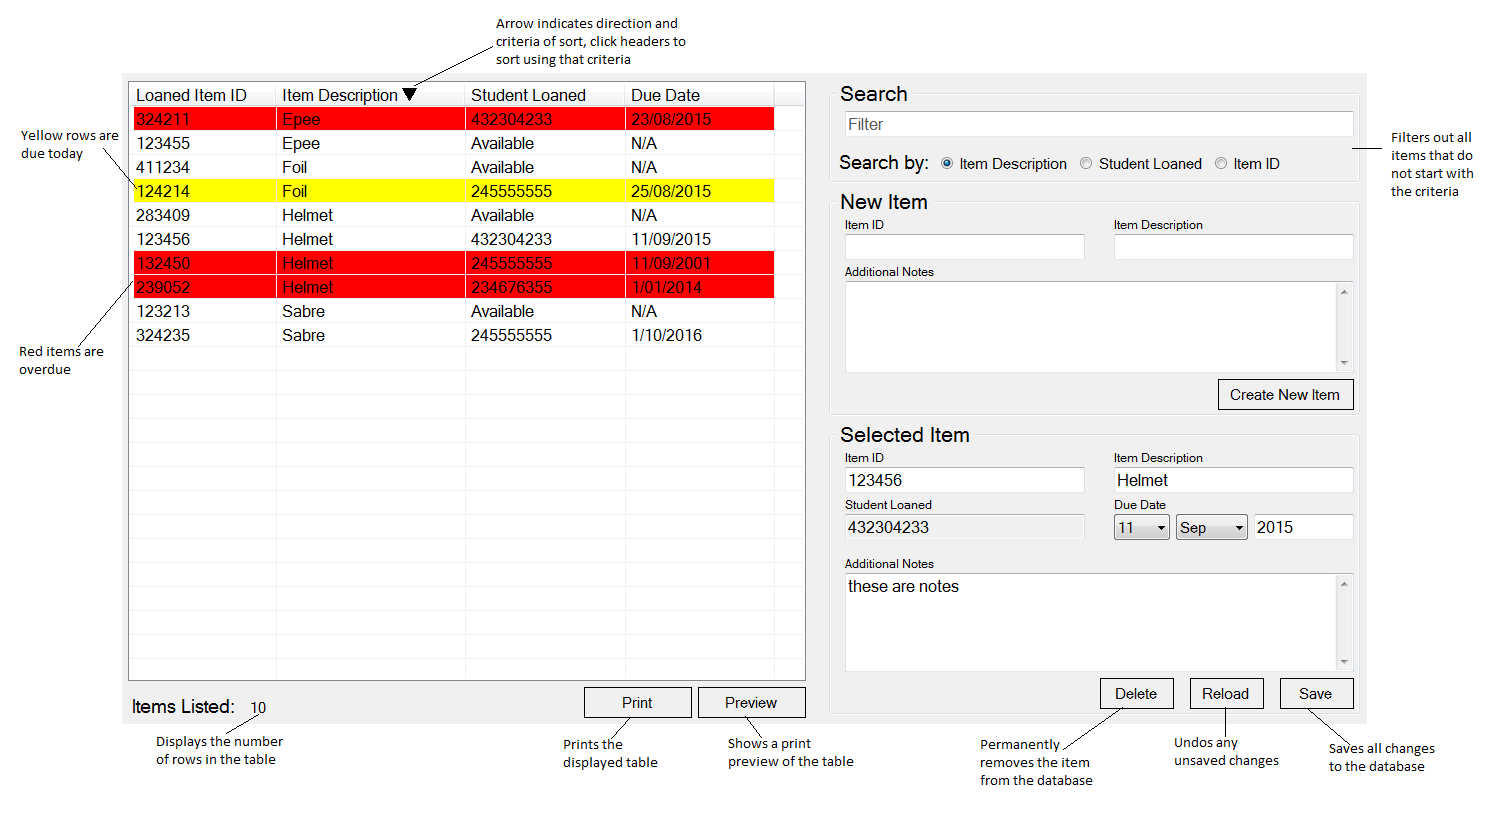 Arrow indicates direction and
criteria of sort, click headers to
sort using that criteria
Yellow rows are
due today
Red items are
overdue
Loaned Item ID Item Description Student Loaned Due Date
324211 Epee 432304233 23/08/2015
123455 Epee Available N/A
411234 Foil Available N/A
124214 Foil 245555555 25/08/2015
283409 Helmet Available N/A
123456 Helmet 432304233 11/09/2015
132450 Helmet 245555555 11/09/2001
239052 Helmet 234676355 1/01/2014
123213 Sabre Available N/A
324235 Sabre 245555555 1/10/2016
Items Listed: 10
Print Preview
Displays the number
of rows in the table
Prints the
displayed table
Shows a print
preview of the table
Search
Filter
Search by: Item Description Student Loaned Item ID
Filters out all
items that do
not start with
the criteria
New Item
Item ID Item Description
Additional Notes
Create New Item
Selected Item
Item ID Item Description
123456 Helmet
Student Loaned Due Date
432304233 11 Sep 2015
Additional Notes
these are notes
Delete Reload Save
Permanently
removes the item
from the database
Undos any
unsaved changes
Saves all changes
to the database